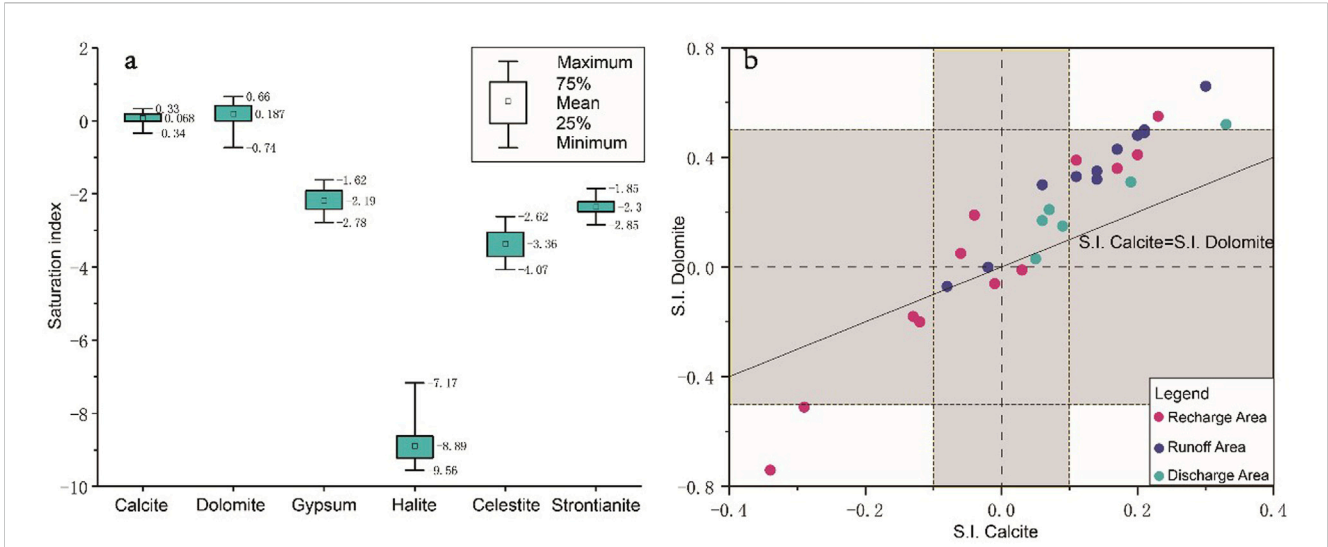 a
2
0
-2
-4
-6
-8
-10
Saturation index
0.33
0.068
0.34
0.66
0.187
-0.74
-1.62
-2.19
-2.78
-7.17
-8.89
9.56
-2.62
-3.36
-4.07
-1.85
-2.3
-2.85
Maximum
75%
Mean
25%
Minimum
Calcite Dolomite Gypsum Halite Celestite Strontianite
b
0.8
0.4
0.0
-0.4
-0.8
S.I. Dolomite
S.I. Calcite=S.I. Dolomite
Legend
Recharge Area
Runoff Area
Discharge Area
-0.4 -0.2 0.0 0.2 0.4
S.I. Calcite